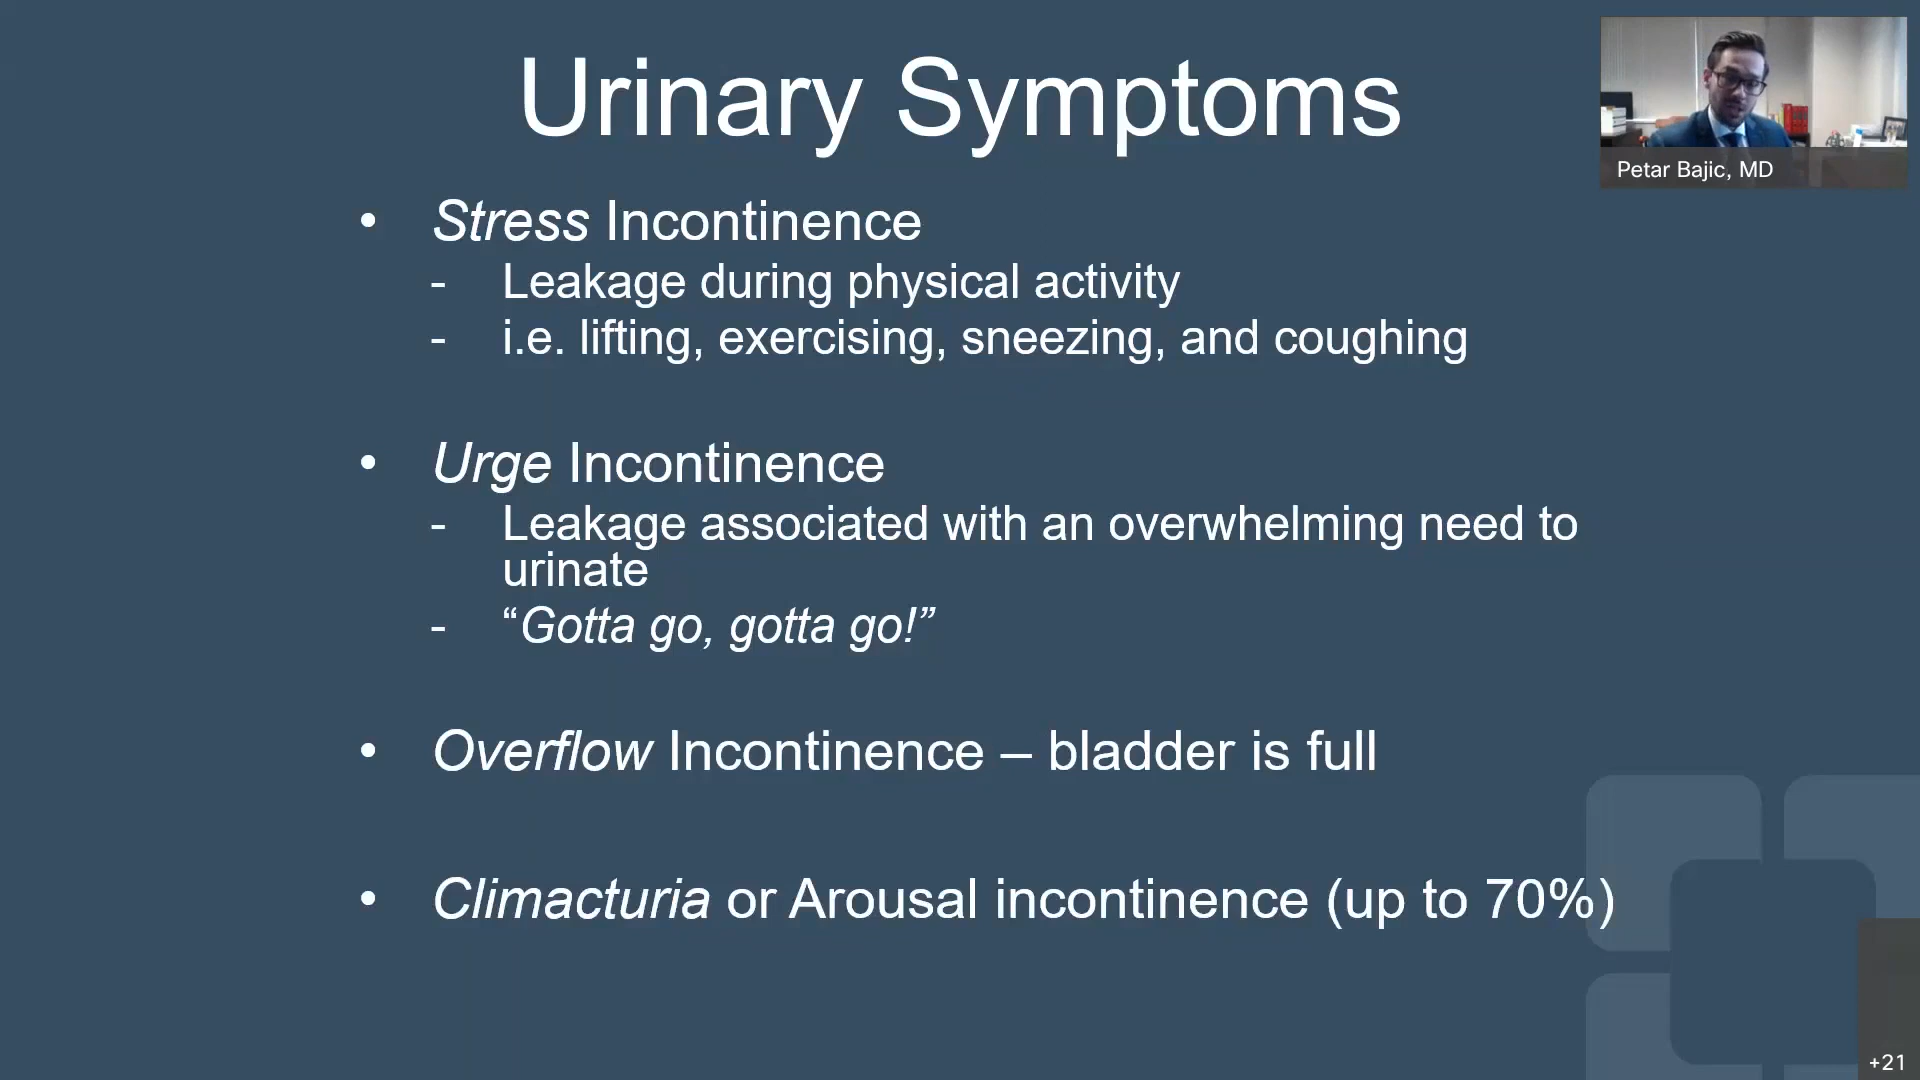 Urinary Symptoms
Petar Bajic, MD
• Stress Incontinence
- Leakage during physical activity
- i.e. lifting, exercising, sneezing, and coughing
• Urge Incontinence
- Leakage associated with an overwhelming need to
urinate
- “Gotta go, gotta go!”
• Overflow Incontinence – bladder is full
• Climacturia or Arousal incontinence (up to 70%)
+21